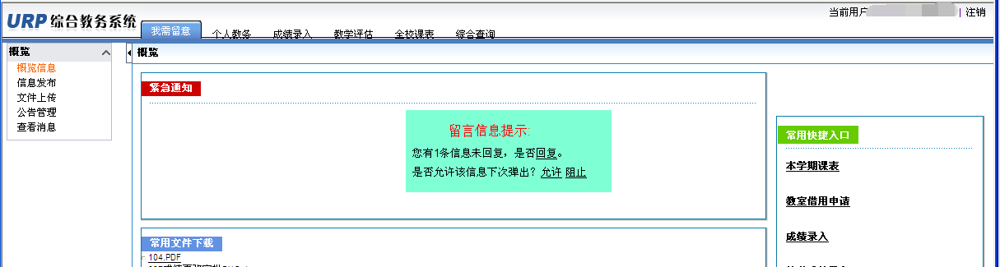 URP 综合教务系统
当前用户 | 注销
我需留意 个人教务 成绩录入 教学评估 全校课表 综合查询
概览
概览信息
信息发布
文件上传
公告管理
查看消息
概览
紧急通知
留言信息提示:
您有1条信息未回复，是否回复。
是否允许该信息下次弹出？允许 阻止
常用文件下载
104.PDF
常用快捷入口
本学期课表
教室借用申请
成绩录入